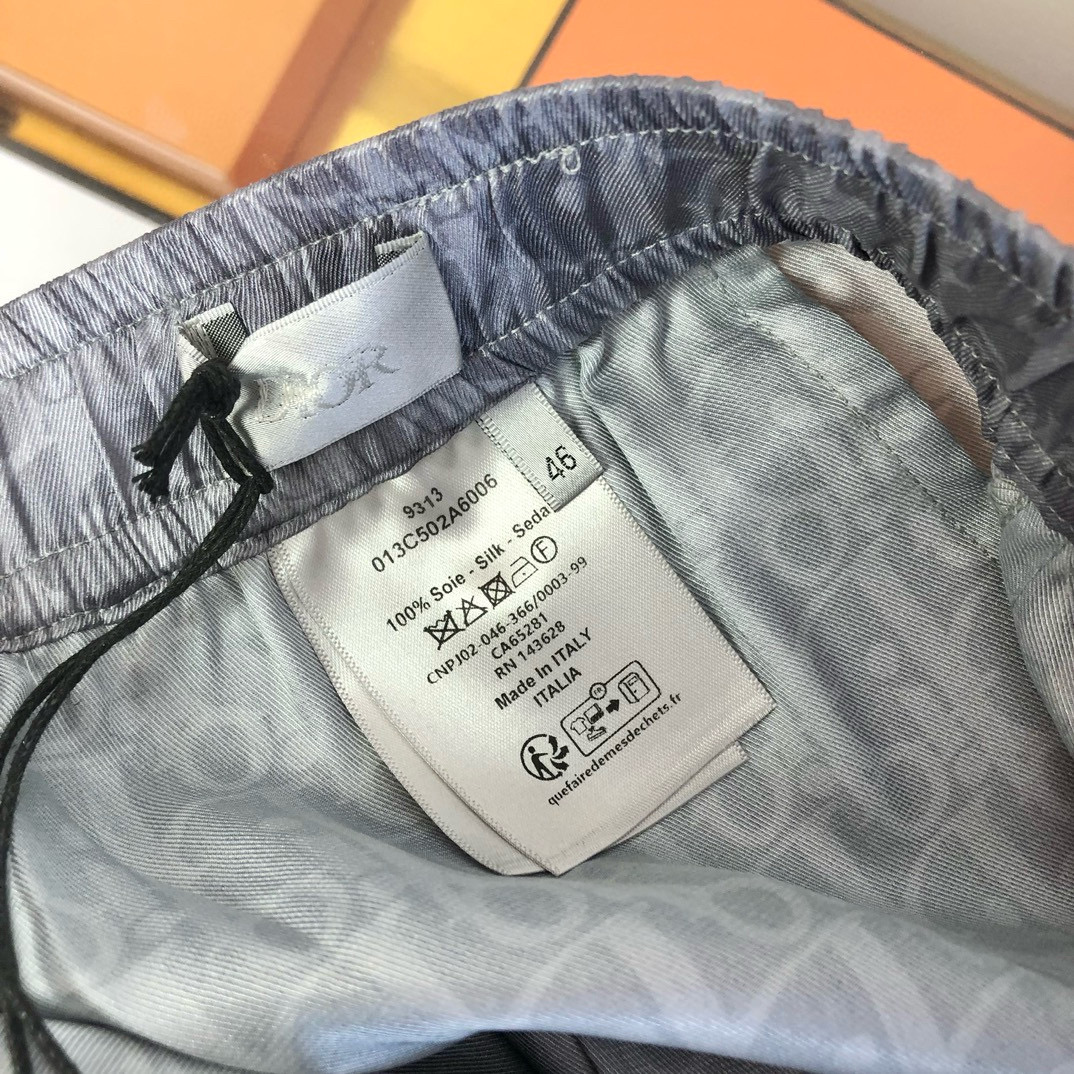 DIOR
46
9313
013C502A6006
100% Soie - Silk - Seda
F
CNPJ02-046-366/0003-99
CA65281
RN 143628
Made In ITALY
ITALIA
quefairedemesdechets.fr